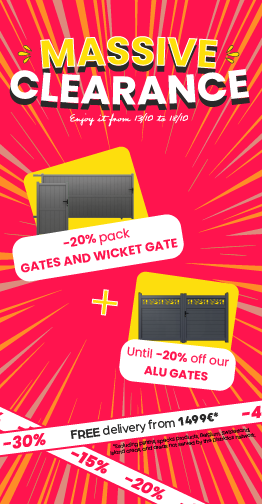 MASSIVE
CLEARANCE
Enjoy it from 13/10 to 18/10
-20% pack
GATES AND WICKET GATE
+
Until -20% off our
ALU GATES
FREE delivery from 1499€*
-30%
-15%
-20%
-4